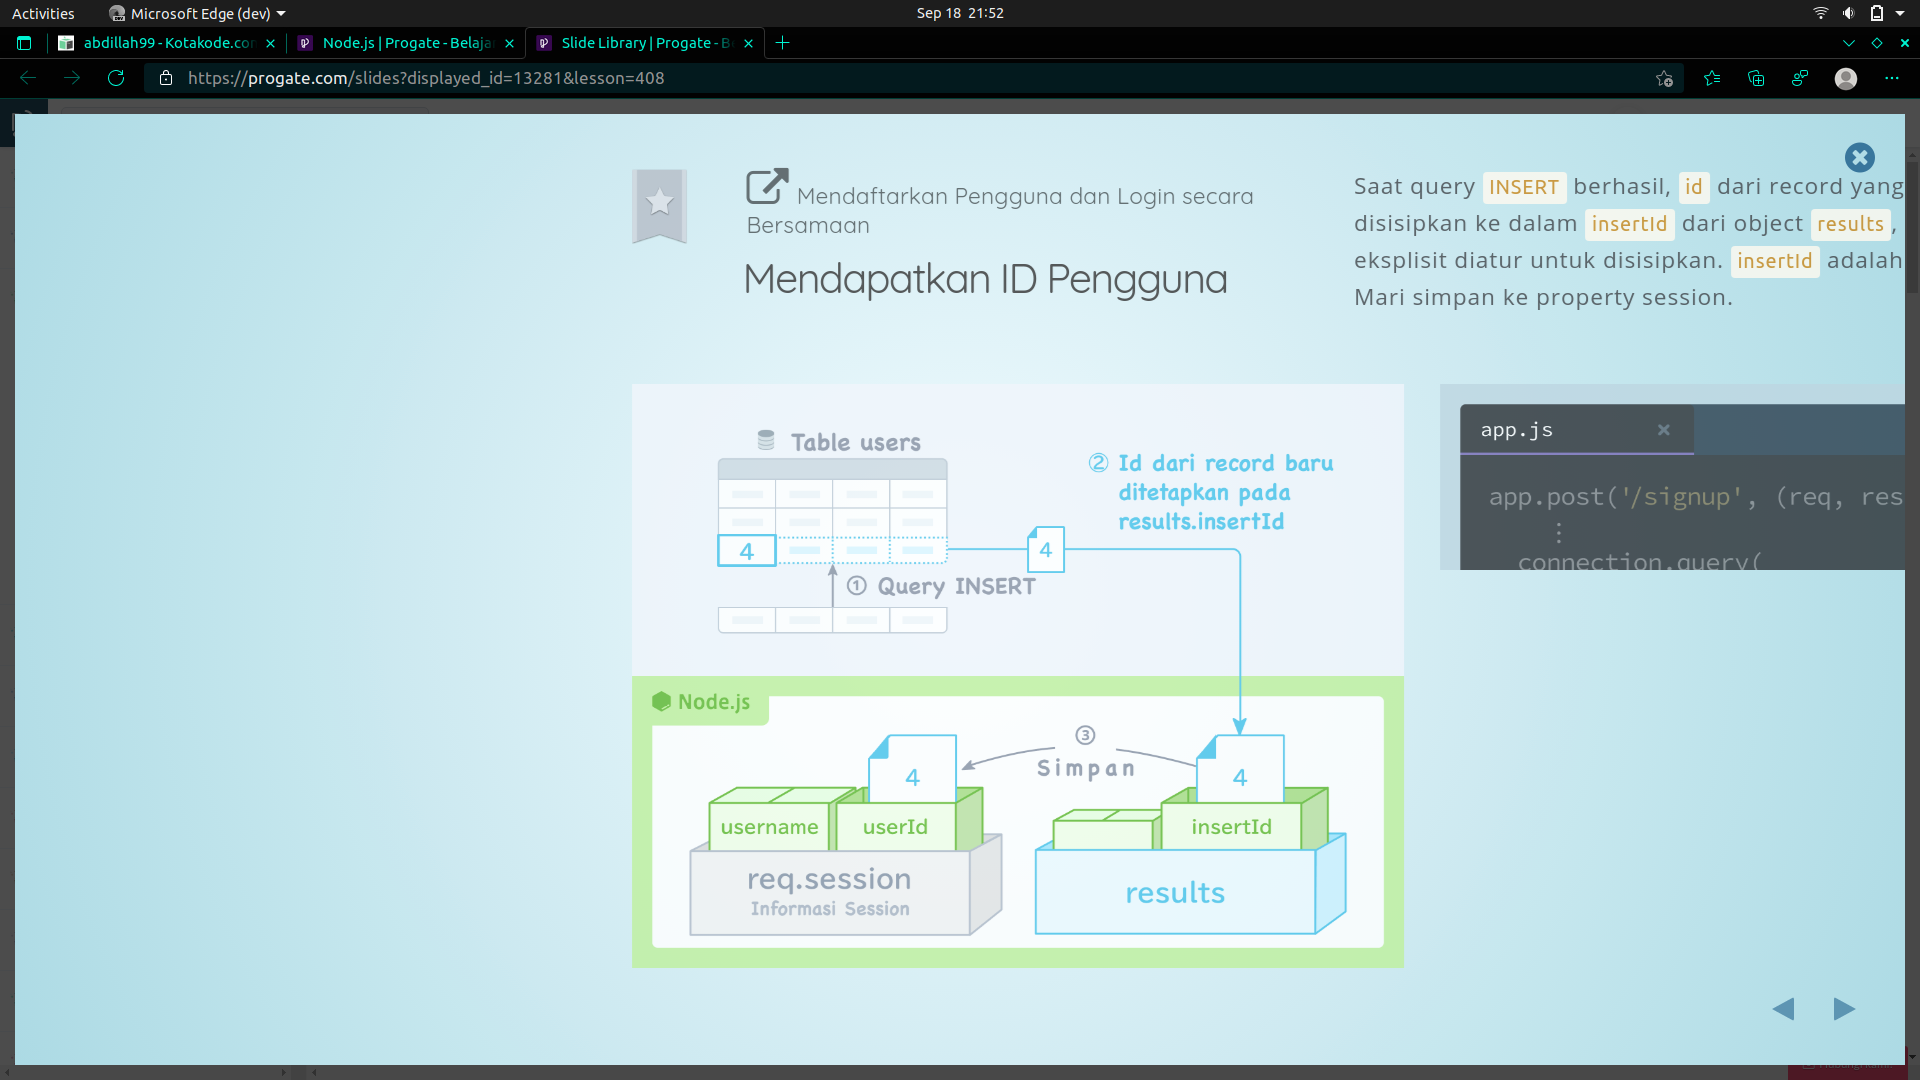 Activities
Microsoft Edge (dev)
Sep 18 21:52
abdillah99 - Kotakode.com
Node.js | Progate - Belaja
Slide Library | Progate - B
https://progate.com/slides?displayed_id=13281&lesson=408
Mendaftarkan Pengguna dan Login secara
Bersamaan
Mendapatkan ID Pengguna
Saat query INSERT berhasil, id dari record yang
disisipkan ke dalam insertId dari object results,
eksplisit diatur untuk disisipkan. insertId adalah
Mari simpan ke property session.
Table users
4
① Query INSERT
4
② Id dari record baru
ditetapkan pada
results.insertId
app.js
app.post('/signup', (req, res
⋮
connection.query(
Node.js
4
③
Simpan
4
username
userId
insertId
req.session
Informasi Session
results